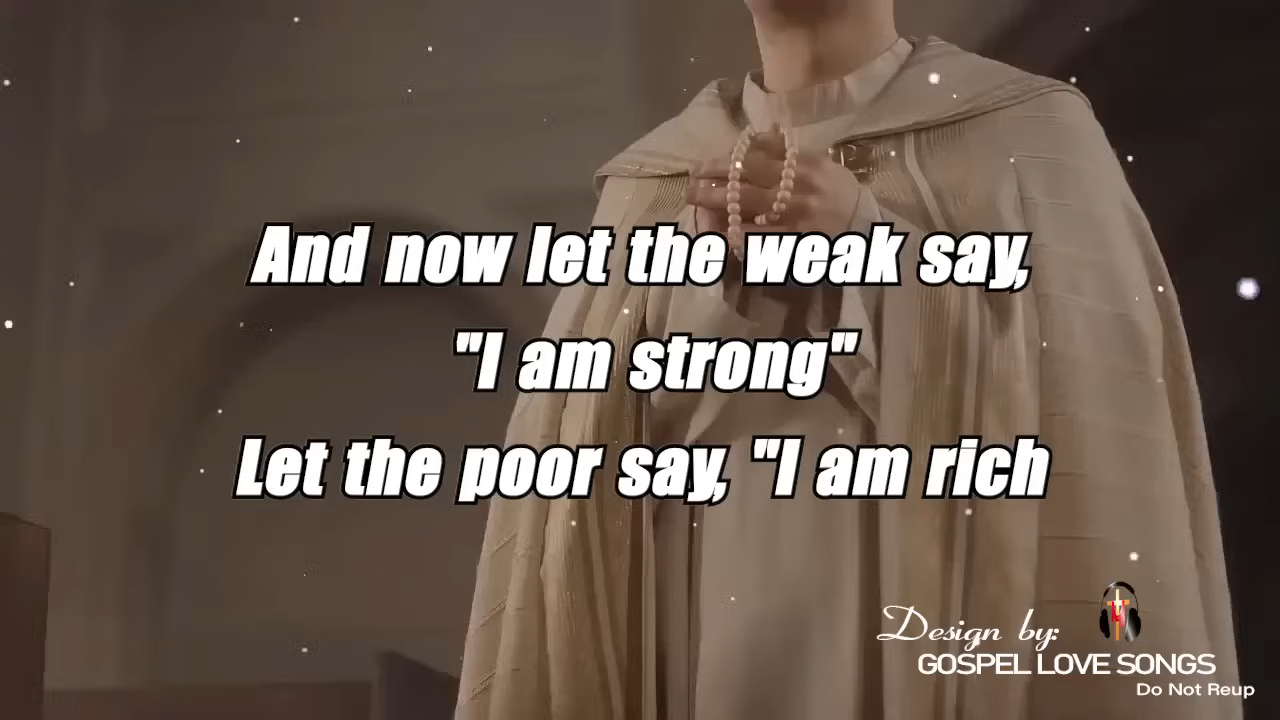 And now let the weak say,
"I am strong"
Let the poor say, "I am rich
Design by:
GOSPEL LOVE SONGS
Do Not Reup